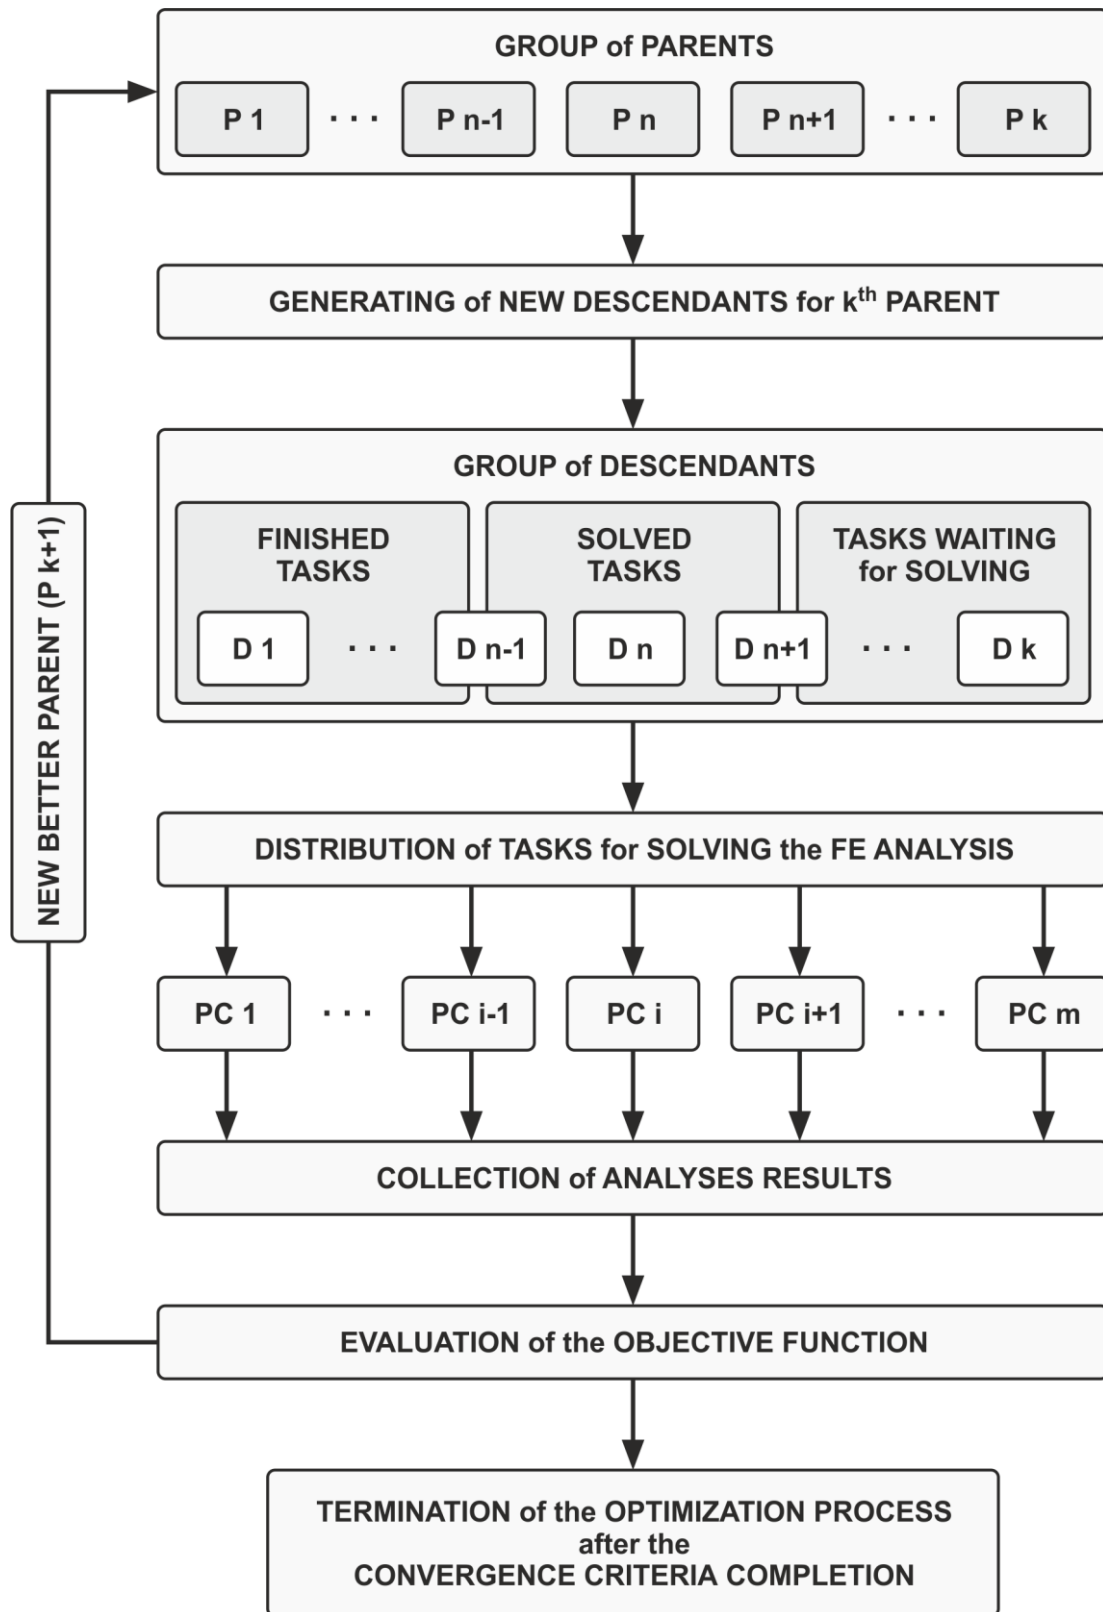 GROUP of PARENTS
P 1 · · · P n-1 P n P n+1 · · · P k
GENERATING of NEW DESCENDANTS for kth PARENT
GROUP of DESCENDANTS
FINISHED
TASKS
SOLVED
TASKS
TASKS WAITING
for SOLVING
D 1 · · · D n-1 D n D n+1 · · · D k
NEW BETTER PARENT (P k+1)
DISTRIBUTION of TASKS for SOLVING the FE ANALYSIS
PC 1 · · · PC i-1 PC i PC i+1 · · · PC m
COLLECTION of ANALYSES RESULTS
EVALUATION of the OBJECTIVE FUNCTION
TERMINATION of the OPTIMIZATION PROCESS
after the
CONVERGENCE CRITERIA COMPLETION